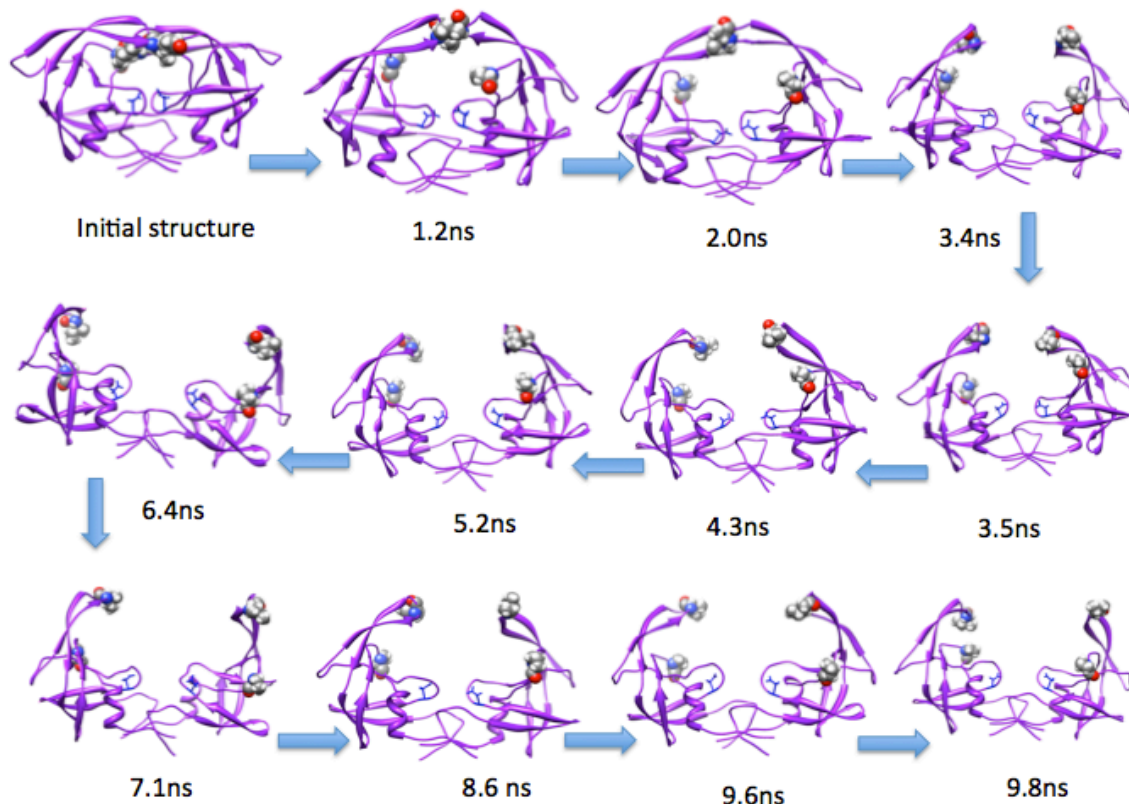 Initial structure
1.2ns
2.0ns
3.4ns
6.4ns
5.2ns
4.3ns
3.5ns
7.1ns
8.6 ns
9.6ns
9.8ns